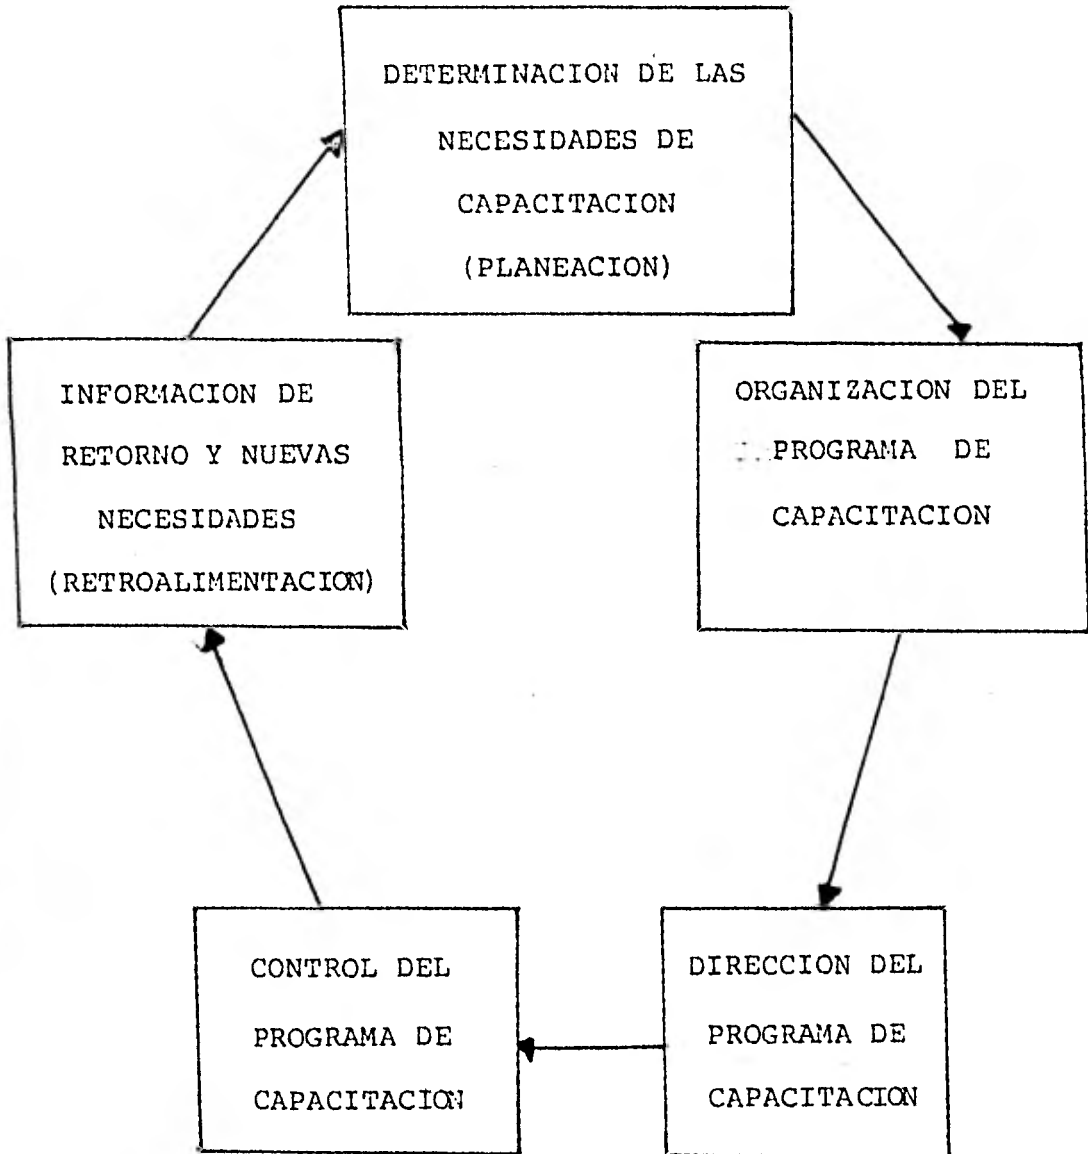 DETERMINACION DE LAS
NECESIDADES DE
CAPACITACION
(PLANEACION)
ORGANIZACION DEL
PROGRAMA DE
CAPACITACION
DIRECCION DEL
PROGRAMA DE
CAPACITACION
CONTROL DEL
PROGRAMA DE
CAPACITACION
INFORMACION DE
RETORNO Y NUEVAS
NECESIDADES
(RETROALIMENTACION)